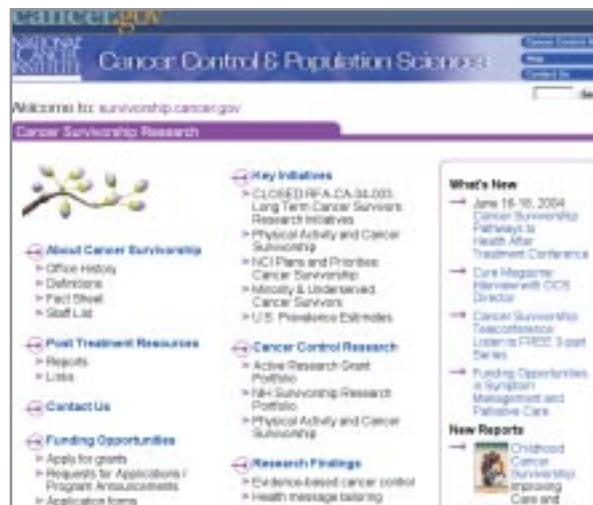 cancer.gov
NATIONAL
Cancer Control & Population Sciences
Contact Us
Welcome to: survivorship.cancer.gov
Cancer Survivorship Research
About Cancer Survivorship
Office History
Definitions
Fact Sheet
Staff List
Post Treatment Resources
Reports
Links
Contact Us
Funding Opportunities
Apply for grants
Requests for Applications /
Program Announcements
Application forms
Key Initiatives
CLOSED RFA-CA-04-003:
Long Term Cancer Survivors
Research Initiatives
Physical Activity and Cancer
Survivorship
NCI Plans and Priorities:
Cancer Survivorship
Minority & Underserved
Cancer Survivors
U.S. Prevalence Estimates
Cancer Control Research
Active Research Grant
Portfolio
NIH Survivorship Research
Portfolio
Physical Activity and Cancer
Survivorship
Research Findings
Evidence-based cancer control
Health message tailoring
What's New
June 16-18, 2004
Cancer Survivorship
Pathways to
Health After
Treatment Conference
Cure Magazine
Interview with OCS
Director
Cancer Survivorship
Teleconference
Listen to FREE 3-part
Series
Funding Opportunities
in Symptom
Management and
Palliative Care
New Reports
Childhood
Cancer
Survivorship
Improving
Care and